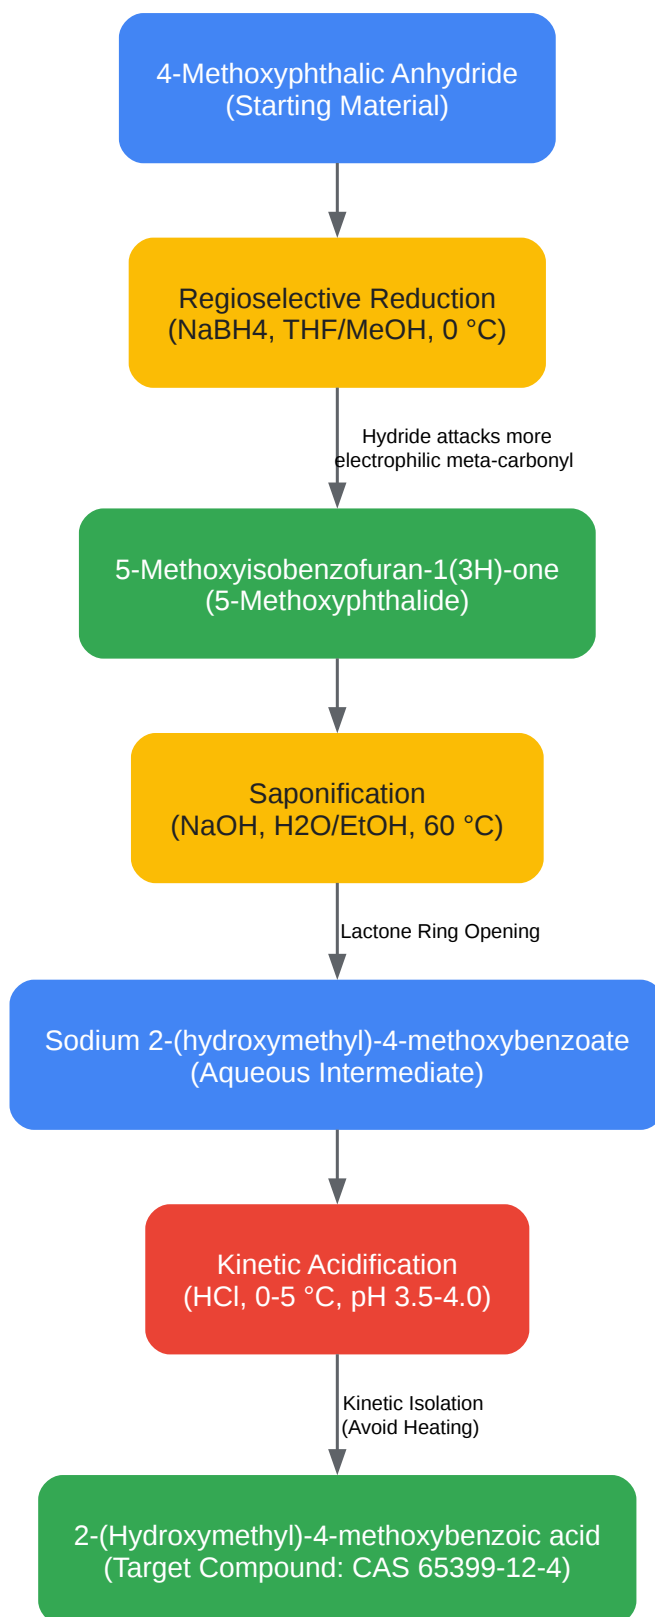 4-Methoxyphthalic Anhydride
(Starting Material)
Regioselective Reduction
(NaBH4, THF/MeOH, 0 °C)
Hydride attacks more
electrophilic meta-carbonyl
5-Methoxyisobenzofuran-1(3H)-one
(5-Methoxyphthalide)
Saponification
(NaOH, H2O/EtOH, 60 °C)
Lactone Ring Opening
Sodium 2-(hydroxymethyl)-4-methoxybenzoate
(Aqueous Intermediate)
Kinetic Acidification
(HCl, 0-5 °C, pH 3.5-4.0)
Kinetic Isolation
(Avoid Heating)
2-(Hydroxymethyl)-4-methoxybenzoic acid
(Target Compound: CAS 65399-12-4)